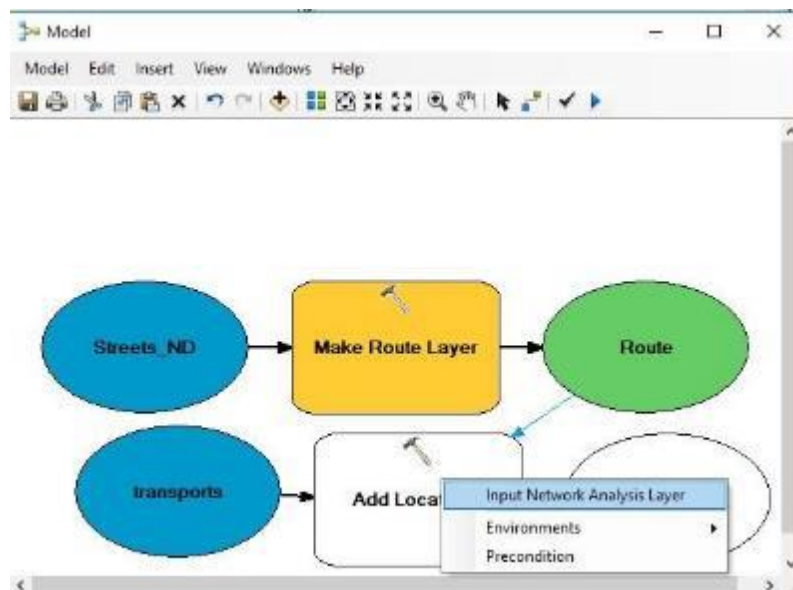 Model
Model Edit Insert View Windows Help
Streets_ND
Make Route Layer
Route
transports
Add Locat
Input Network Analysis Layer
Environments
Precondition